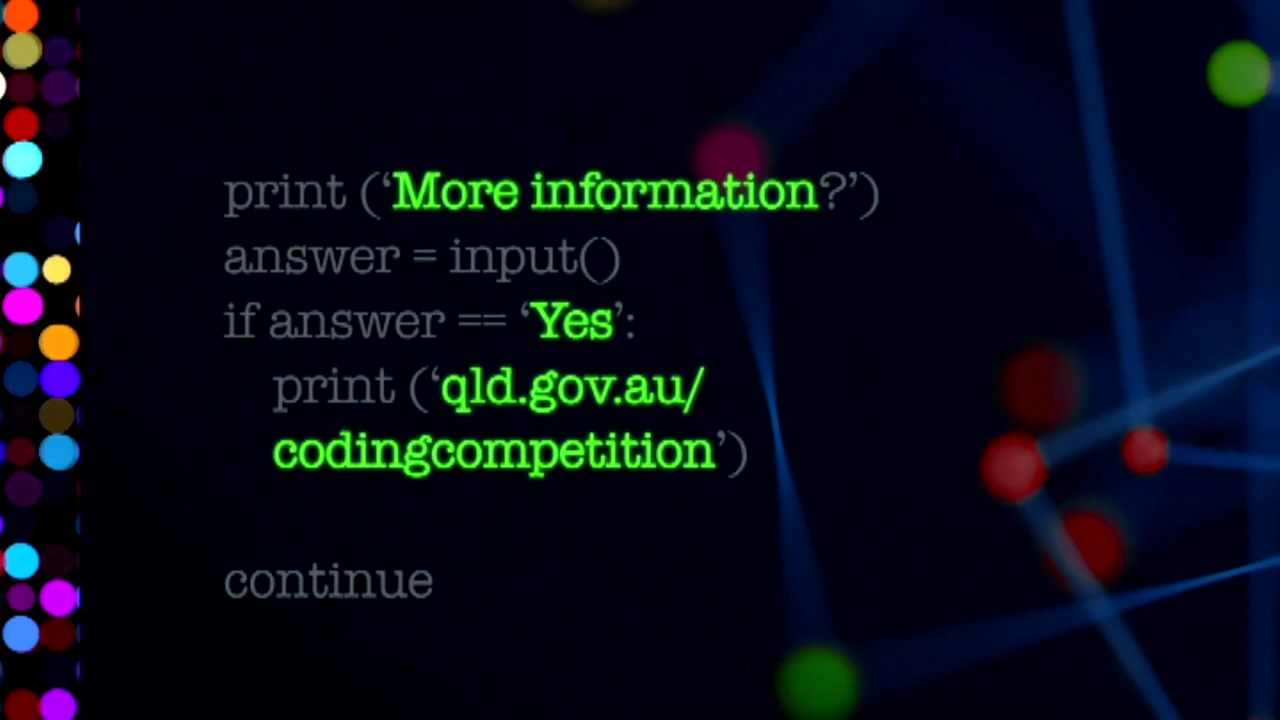 print (‘More information?’)
answer = input()
if answer == ‘Yes’:
print (‘qld.gov.au/
codingcompetition’)
continue